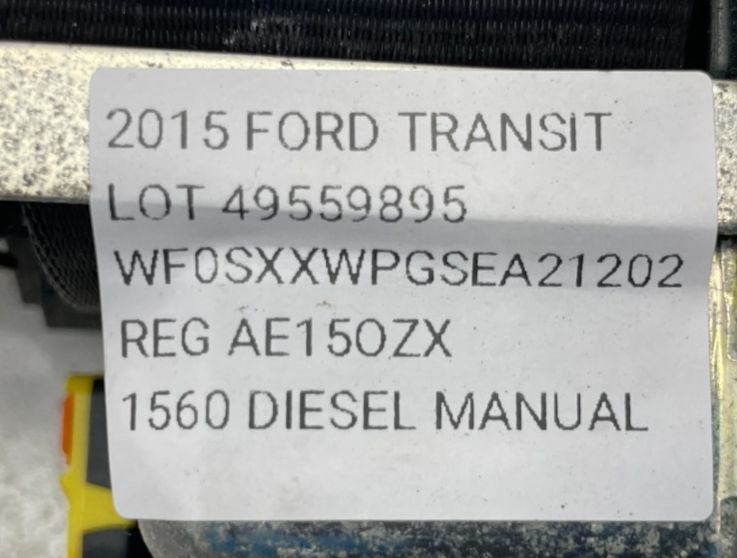 2015 FORD TRANSIT
LOT 49559895
WF0SXXWPGSEA21202
REG AE15OZX
1560 DIESEL MANUAL